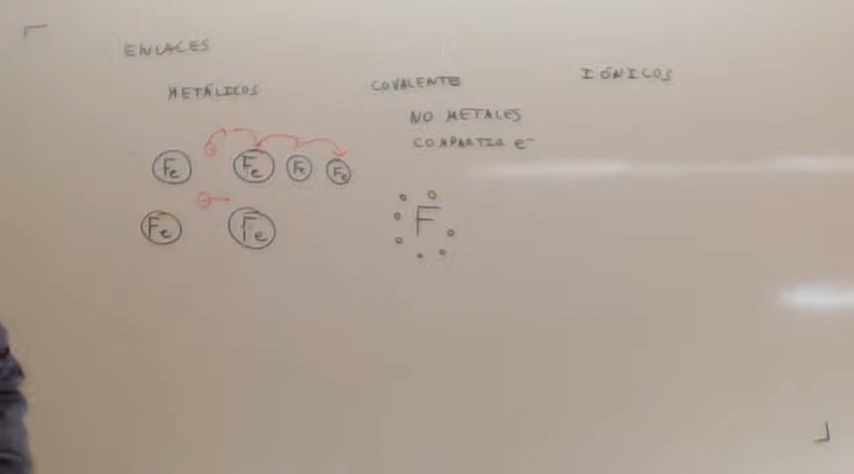 ENLACES
METÁLICOS
COVALENTE
IÓNICOS
NO METALES
COMPARTIR e⁻
Fe Fe Fe Fe
Fe Fe
F